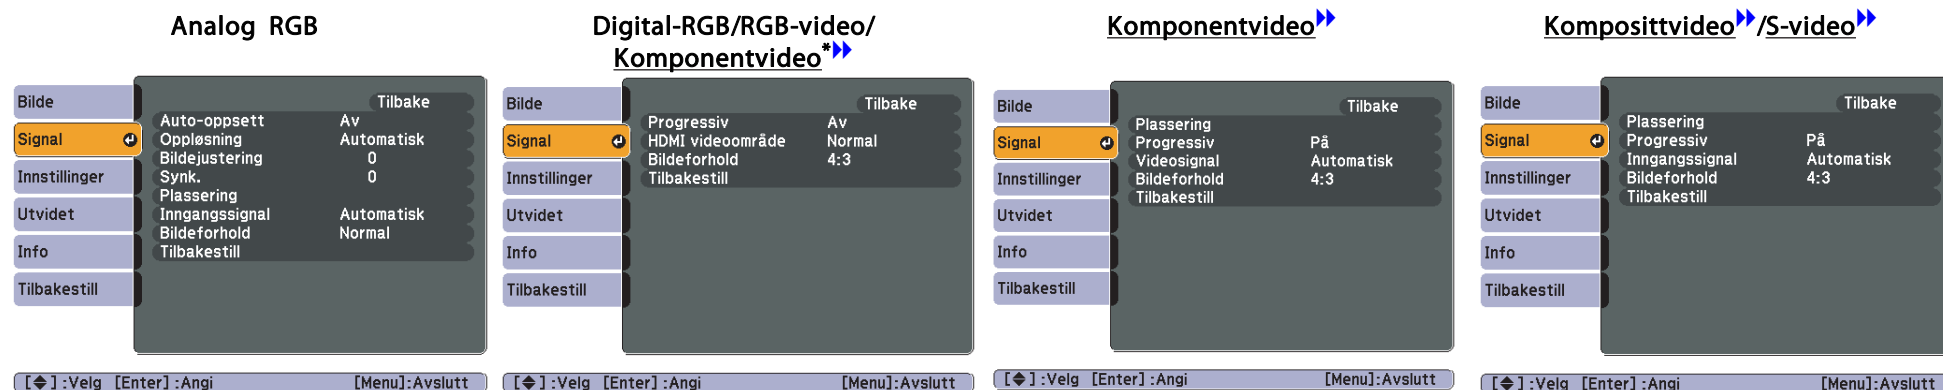 Analog RGB
Bilde
Signal
Innstillinger
Utvidet
Info
Tilbakestill
Tilbake
Auto-oppsett Av
Oppløsning Automatisk
Bildejustering 0
Synk. 0
Plassering
Inngangssignal Automatisk
Bildeforhold Normal
Tilbakestill
[ ] :Velg [Enter] :Angi [Menu]:Avslutt
Digital-RGB/RGB-video/
Komponentvideo*
Bilde
Signal
Innstillinger
Utvidet
Info
Tilbakestill
Tilbake
Progressiv Av
HDMI videoområde Normal
Bildeforhold 4:3
Tilbakestill
[ ] :Velg [Enter] :Angi [Menu]:Avslutt
Komponentvideo
Bilde
Signal
Innstillinger
Utvidet
Info
Tilbakestill
Tilbake
Plassering
Progressiv På
Videosignal Automatisk
Bildeforhold 4:3
Tilbakestill
[ ] :Velg [Enter] :Angi [Menu]:Avslutt
Komposittvideo/S-video
Bilde
Signal
Innstillinger
Utvidet
Info
Tilbakestill
Tilbake
Plassering
Progressiv På
Inngangssignal Automatisk
Bildeforhold 4:3
Tilbakestill
[ ] :Velg [Enter] :Angi [Menu]:Avslutt